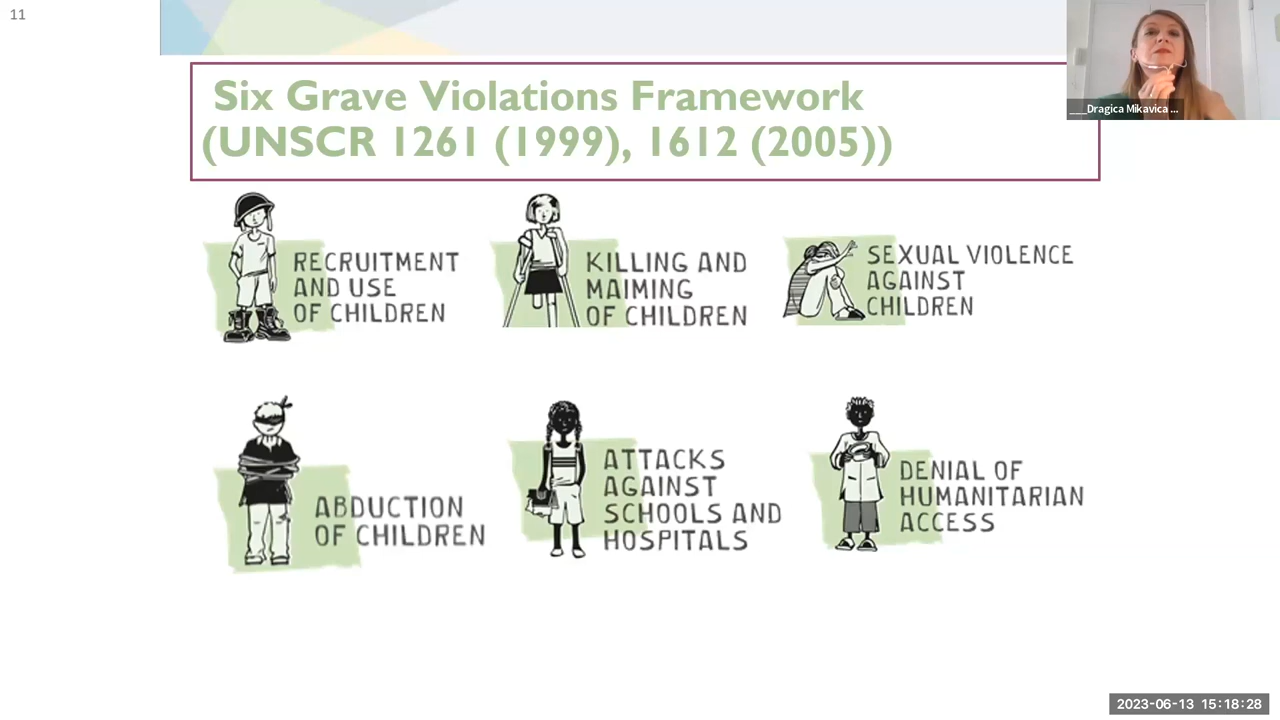 11
Six Grave Violations Framework
(UNSCR 1261 (1999), 1612 (2005))
___Dragica Mikavica ...
RECRUITMENT
AND USE
OF CHILDREN
KILLING AND
MAIMING
OF CHILDREN
SEXUAL VIOLENCE
AGAINST
CHILDREN
ABDUCTION
OF CHILDREN
ATTACKS
AGAINST
SCHOOLS AND
HOSPITALS
DENIAL OF
HUMANITARIAN
ACCESS
2023-06-13 15:18:28